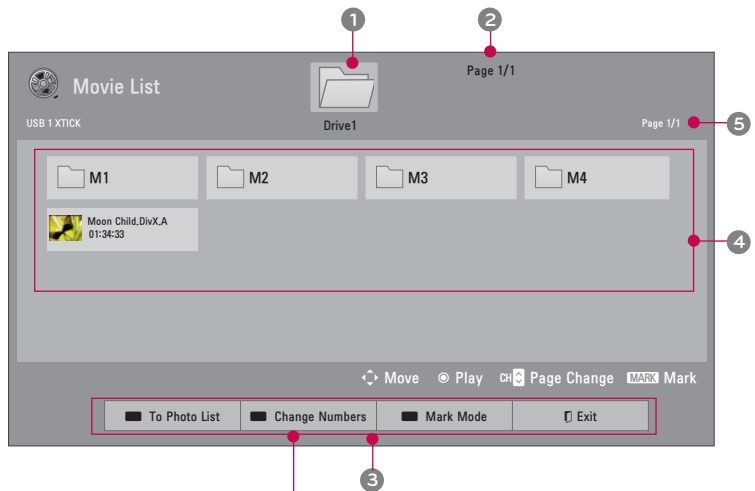 1
2
Page 1/1
Movie List
USB 1 XTICK
Drive1
Page 1/1
5
M1
M2
M3
M4
Moon Child.DivX.A
01:34:33
4
Move
Play
CH Page Change
MARK Mark
To Photo List
Change Numbers
Mark Mode
Exit
3